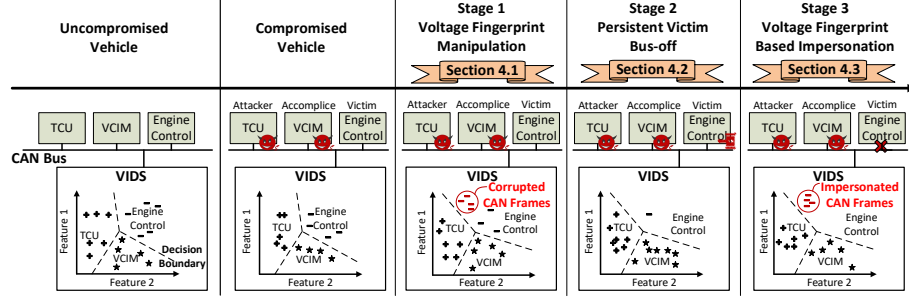 Uncompromised
Vehicle
Compromised
Vehicle
Stage 1
Voltage Fingerprint
Manipulation
Section 4.1
Stage 2
Persistent Victim
Bus-off
Section 4.2
Stage 3
Voltage Fingerprint
Based Impersonation
Section 4.3
TCU
VCIM
Engine
Control
CAN Bus
VIDS
Feature 1
Engine
Control
TCU
VCIM
Decision
Boundary
Feature 2
Attacker
Accomplice
Victim
TCU
VCIM
Engine
Control
VIDS
Feature 1
Engine
Control
TCU
VCIM
Feature 2
Attacker
Accomplice
Victim
TCU
VCIM
Engine
Control
VIDS
Corrupted
CAN Frames
Feature 1
Engine
Control
TCU
VCIM
Feature 2
Attacker
Accomplice
Victim
TCU
VCIM
Engine
Control
VIDS
Feature 1
Engine
Control
TCU
VCIM
Feature 2
Attacker
Accomplice
Victim
TCU
VCIM
Engine
Control
VIDS
Impersonated
CAN Frames
Feature 1
Engine
Control
TCU
VCIM
Feature 2